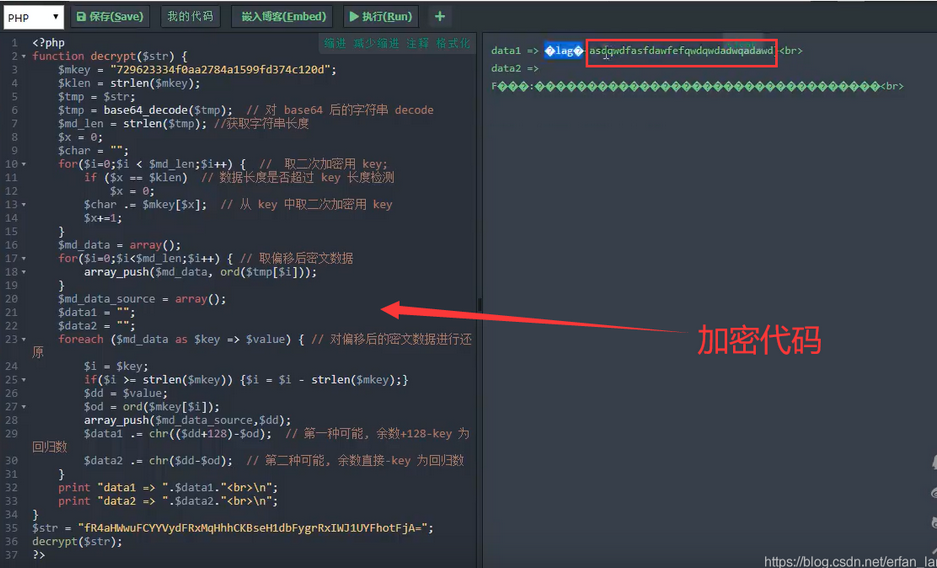 PHP
保存(Save)
我的代码
嵌入博客(Embed)
执行(Run)
+
缩进 减少缩进 注释 格式化
1 <?php
2 function decrypt($str) {
3 $mkey = "729623334f0aa2784a1599fd374c120d";
4 $klen = strlen($mkey);
5 $tmp = $str;
6 $tmp = base64_decode($tmp); // 对 base64 后的字符串 decode
7 $md_len = strlen($tmp); //获取字符串长度
8 $x = 0;
9 $char = "";
10 for($i=0;$i < $md_len;$i++) { // 取二次加密用 key;
11 if ($x == $klen) // 数据长度是否超过 key 长度检测
12 $x = 0;
13 $char .= $mkey[$x]; // 从 key 中取二次加密用 key
14 $x+=1;
15 }
16 $md_data = array();
17 for($i=0;$i<$md_len;$i++) { // 取偏移后密文数据
18 array_push($md_data, ord($tmp[$i]));
19 }
20 $md_data_source = array();
21 $data1 = "";
22 $data2 = "";
23 foreach ($md_data as $key => $value) { // 对偏移后的密文数据进行还
原
24 $i = $key;
25 if($i >= strlen($mkey)) {$i = $i - strlen($mkey);}
26 $dd = $value;
27 $od = ord($mkey[$i]);
28 array_push($md_data_source,$dd);
29 $data1 .= chr(($dd+128)-$od); // 第一种可能, 余数+128-key 为
回归数
30 $data2 .= chr($dd-$od); // 第二种可能, 余数直接-key 为回归数
31 }
32 print "data1 => ".$data1."<br>\n";
33 print "data2 => ".$data2."<br>\n";
34 }
35 $str = "fR4aHWwuFCYYVydFRxMqHhhCKBseH1dbFygrRxIWJ1UYFhotFjA=";
36 decrypt($str);
37 ?>
data1 => �lag�asdqwdfasfdawfefqwdqwdadwqadawd<br>
data2 =>
F���:���������������������������������<br>
加密代码
https://blog.csdn.net/erfan_la